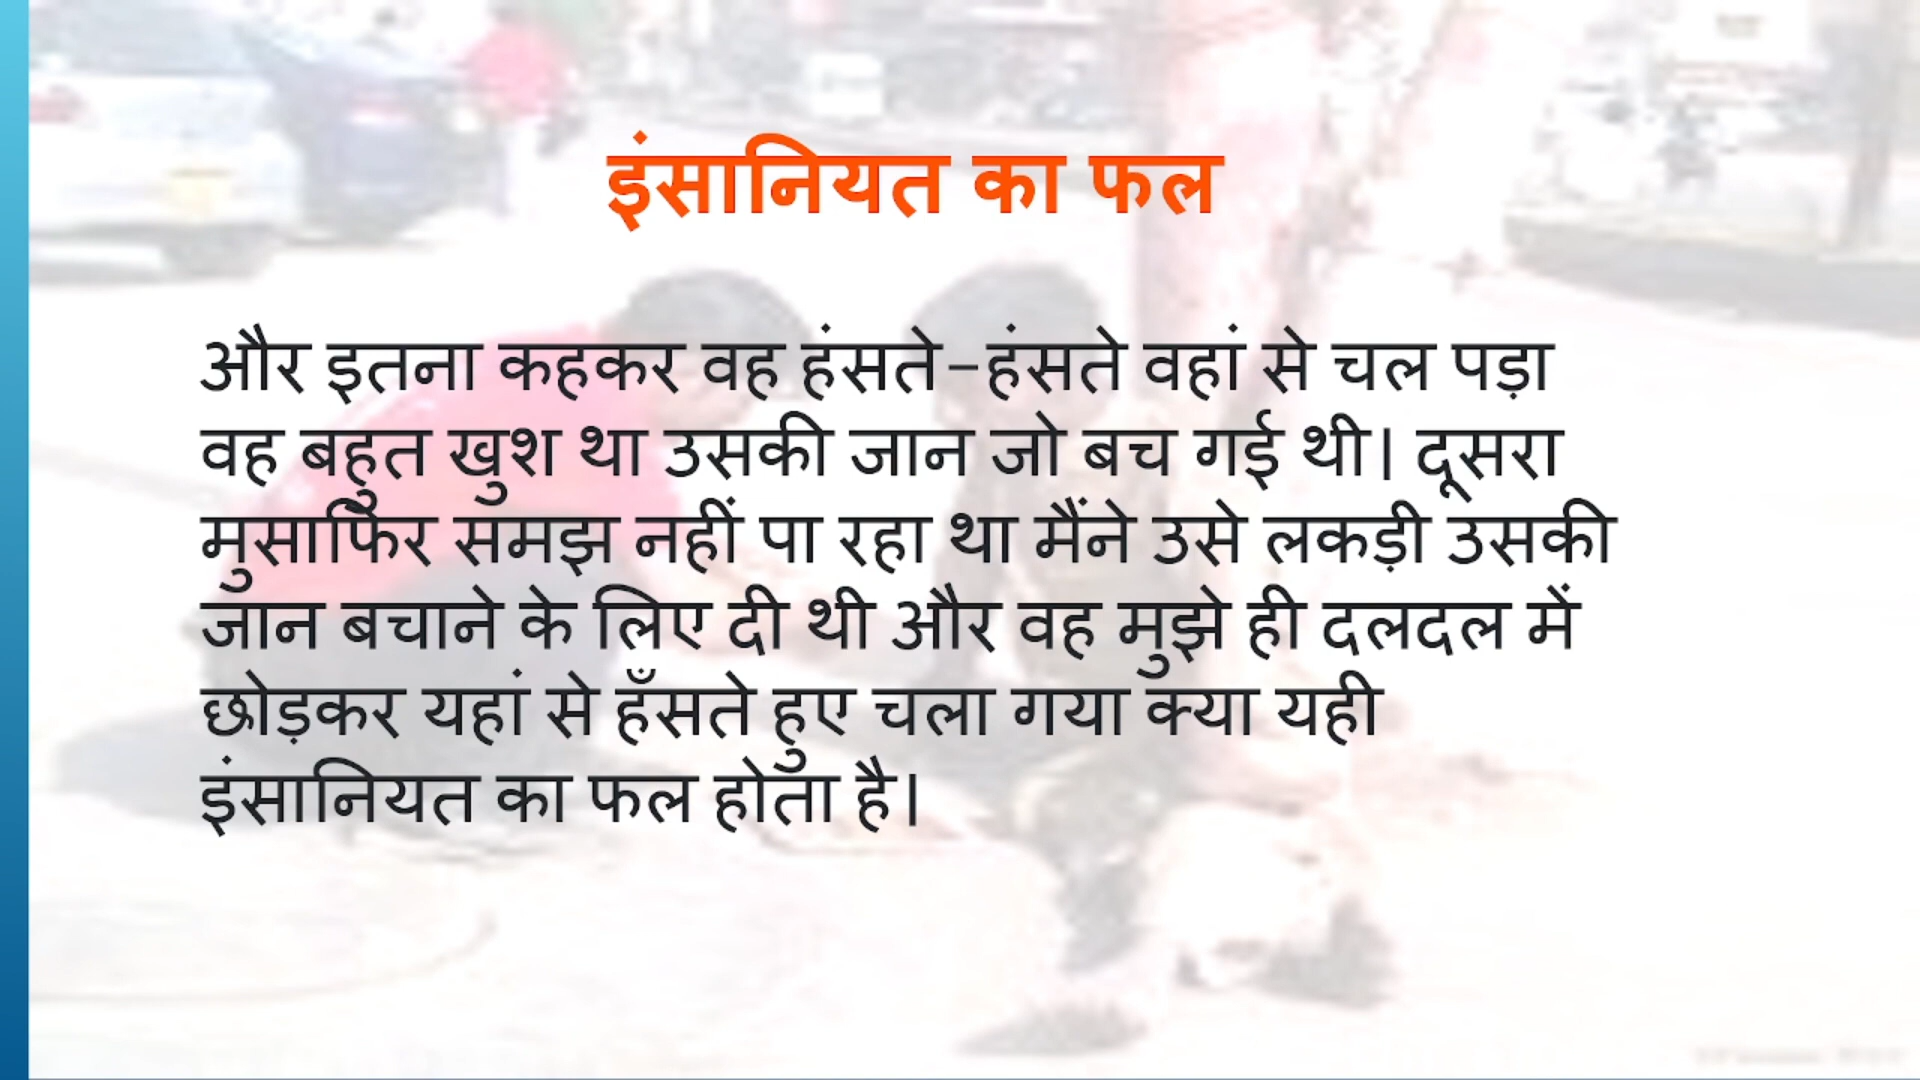 इंसानियत का फल
और इतना कहकर वह हंसते-हंसते वहां से चल पड़ा
वह बहुत खुश था उसकी जान जो बच गई थी। दूसरा
मुसाफिर समझ नहीं पा रहा था मैंने उसे लकड़ी उसकी
जान बचाने के लिए दी थी और वह मुझे ही दलदल में
छोड़कर यहां से हँसते हुए चला गया क्या यही
इंसानियत का फल होता है।